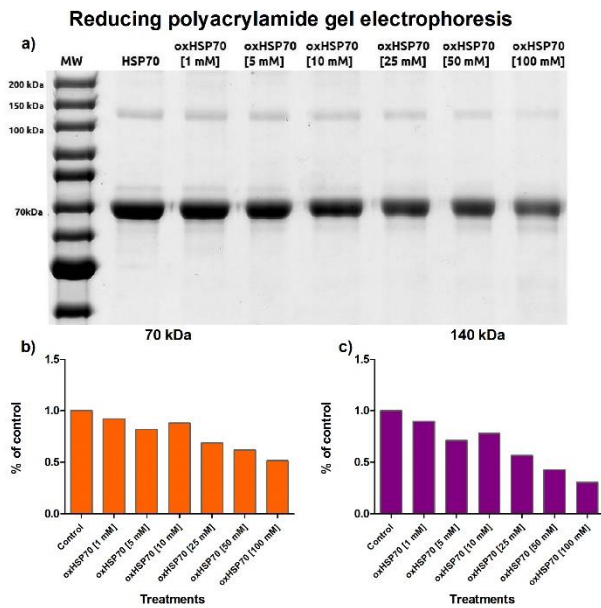 Reducing polyacrylamide gel electrophoresis
a)
MW HSP70 oxHSP70 [1 mM] oxHSP70 [5 mM] oxHSP70 [10 mM] oxHSP70 [25 mM] oxHSP70 [50 mM] oxHSP70 [100 mM]
200 kDa
150 kDa
100 kDa
70kDa
b)
70 kDa
1.5
1.0
0.5
0.0
% of control
Control
oxHSP70 [1 mM]
oxHSP70 [5 mM]
oxHSP70 [10 mM]
oxHSP70 [25 mM]
oxHSP70 [50 mM]
oxHSP70 [100 mM]
Treatments
c)
140 kDa
1.5
1.0
0.5
0.0
% of control
Control
oxHSP70 [1 mM]
oxHSP70 [5 mM]
oxHSP70 [10 mM]
oxHSP70 [25 mM]
oxHSP70 [50 mM]
oxHSP70 [100 mM]
Treatments